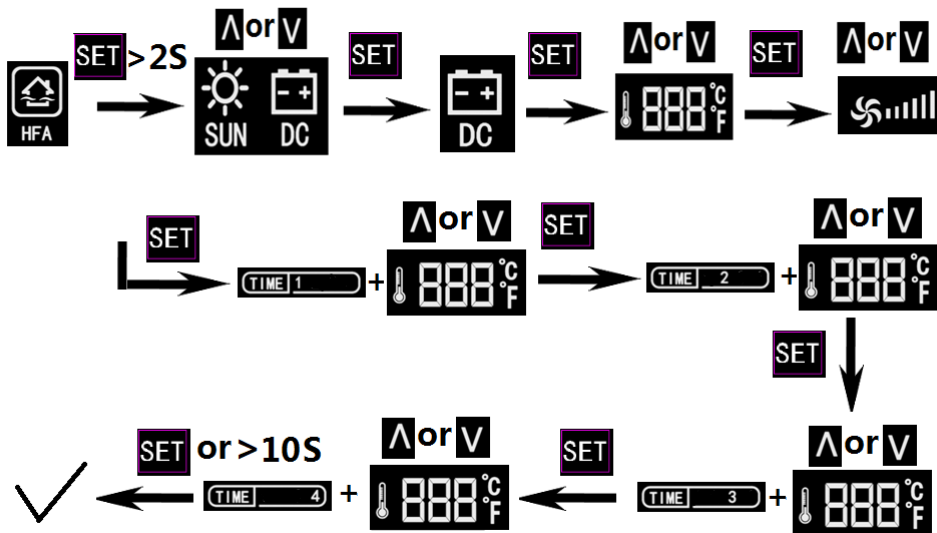 Λ or V
SET >2S
HFA
SUN DC
SET
- +
DC
SET
Λ or V
888 °C °F
SET
Λ or V
SET
TIME 1
+
Λ or V
888 °C °F
SET
TIME 2
+
Λ or V
888 °C °F
SET
Λ or V
888 °C °F
+
TIME 3
SET
Λ or V
888 °C °F
+
TIME 4
SET or >10S